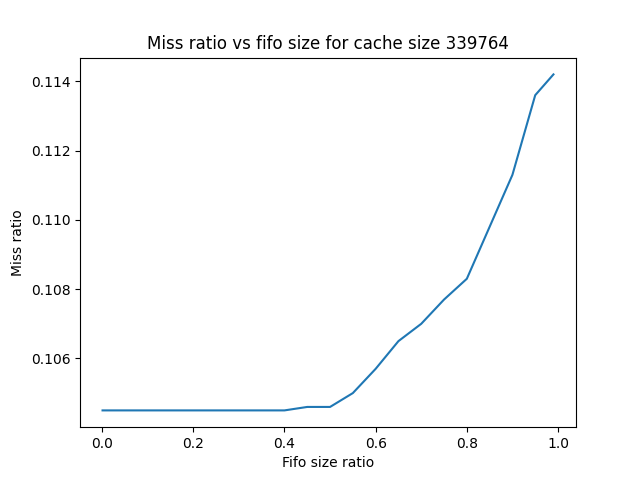 Miss ratio vs fifo size for cache size 339764
0.114
0.112
0.110
0.108
0.106
Miss ratio
0.0 0.2 0.4 0.6 0.8 1.0
Fifo size ratio